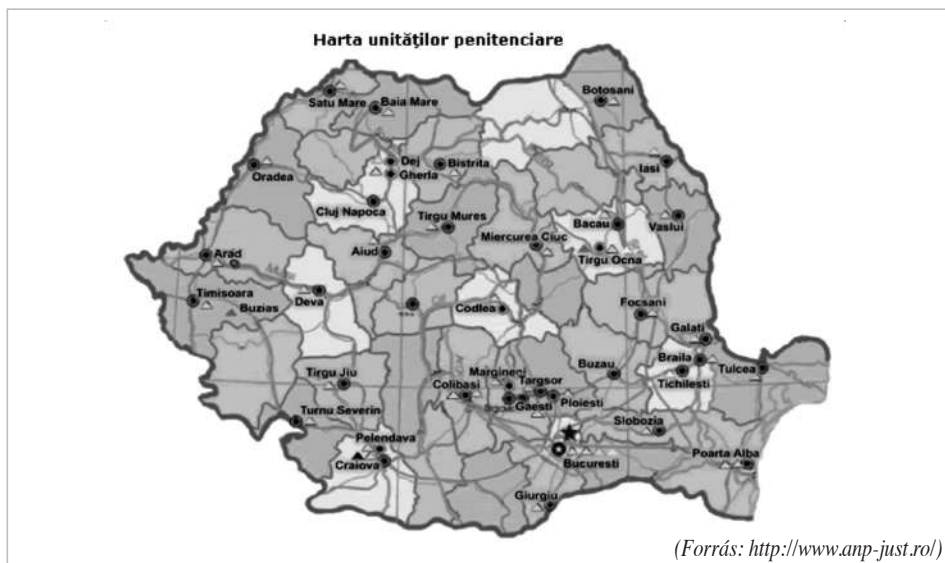 Harta unităţilor penitenciare
Botosani
Satu Mare
Baia Mare
Iasi
Dej
Bistrita
Oradea
Gherla
Cluj Napoca
Tirgu Mures
Bacau
Vaslui
Miercurea Ciuc
Aiud
Arad
Tirgu Ocna
Timisoara
Deva
Codlea
Buzias
Focsani
Galati
Braila
Tulcea
Margineni
Buzau
Tirgu Jiu
Targsor
Tichilesti
Colibasi
Gaesti
Ploiesti
Turnu Severin
Slobozia
Pelendava
Craiova
Bucuresti
Poarta Alba
Giurgiu
(Forrás: http://www.anp-just.ro/)